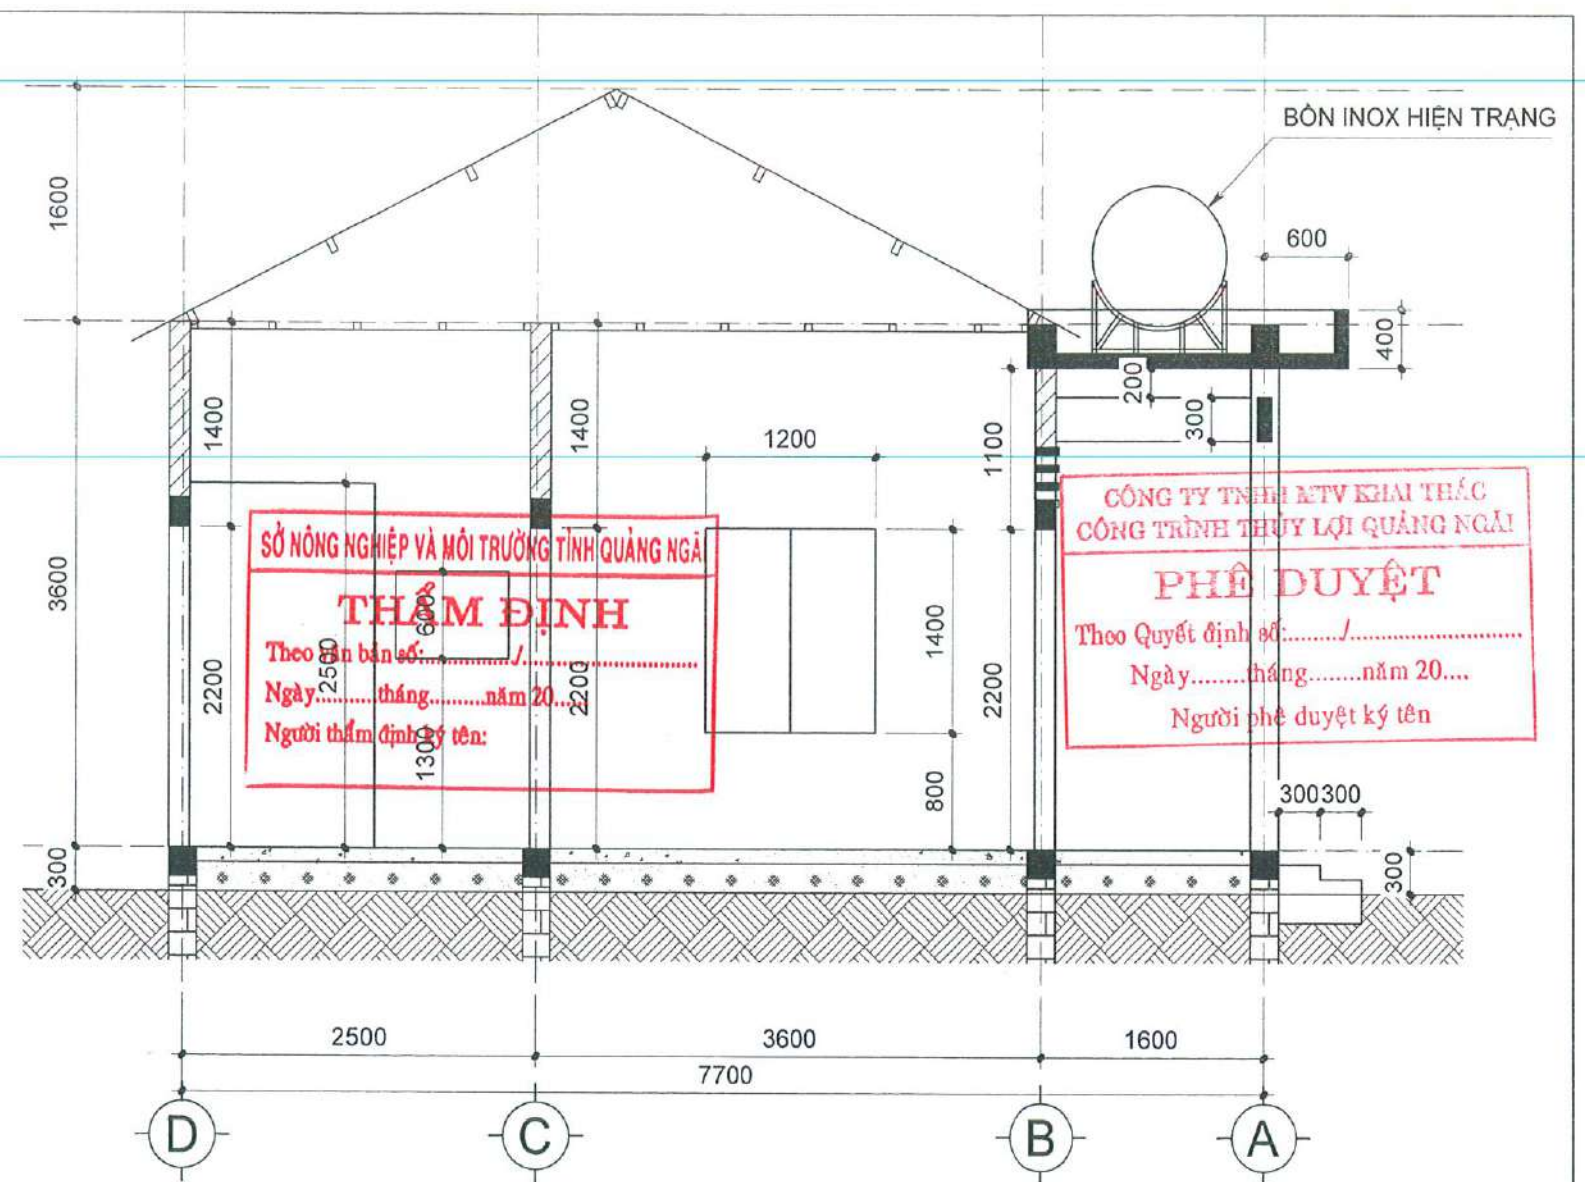 BỒN INOX HIỆN TRẠNG
1600
600
400
200
300
1400
1400
1200
1100
3600
SỞ NÔNG NGHIỆP VÀ MÔI TRƯỜNG TỈNH QUẢNG NGÃI
THẨM ĐỊNH
Theo văn bản số:............/..............................
Ngày.........tháng.........năm 20.....
Người thẩm định ký tên:
CÔNG TY TNHH MTV KHAI THÁC
CÔNG TRÌNH THỦY LỢI QUẢNG NGÃI
PHÊ DUYỆT
Theo Quyết định số:......../..........................
Ngày........tháng........năm 20....
Người phê duyệt ký tên
600
1400
2200
2500
2200
2200
1300
800
300
300
300
300
2500
3600
1600
7700
D
C
B
A